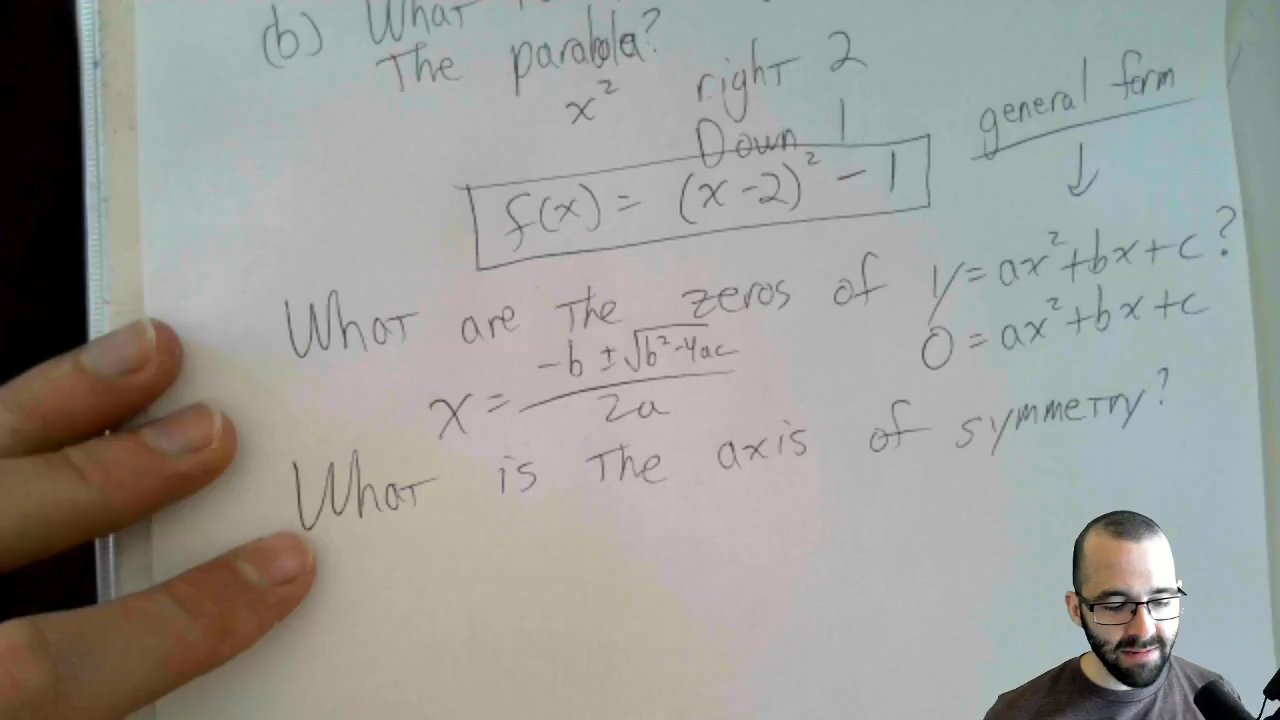 (b) What
The parabola?
x² right 2
Down 1
general form
↓
f(x) = (x-2)² - 1
What are The zeros of y=ax²+bx+c?
0=ax²+bx+c
x = (-b ± √(b²-4ac))/2a
What is The axis of symmetry?